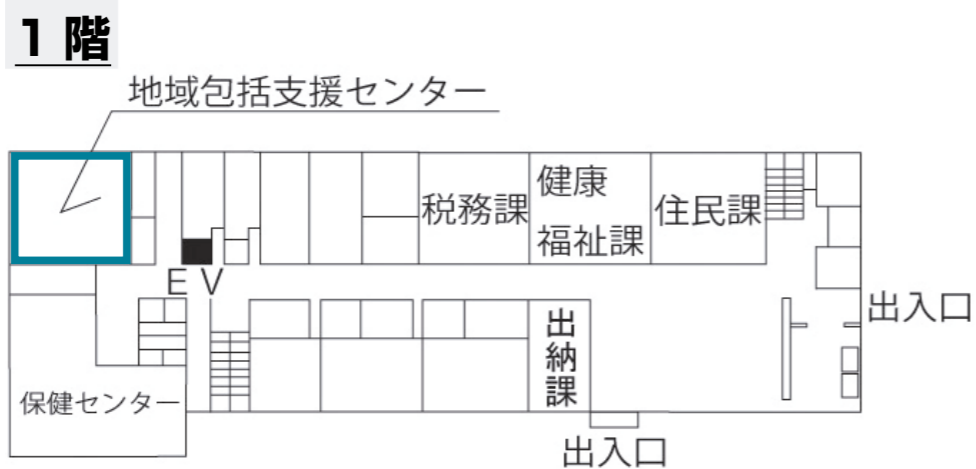 1 階
地域包括支援センター
税務課
健康
福祉課
住民課
ＥＶ
出入口
出納課
保健センター
出入口